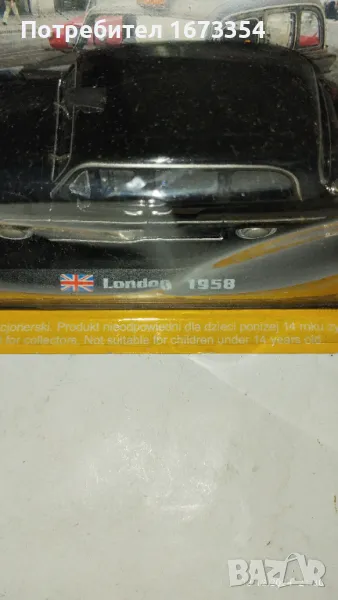 Потребител 1673354
London 1958
cjonerski. Produkt nieodpowiedni dla dzieci poniżej 14 roku ży
for collectors. Not suitable for children under 14 years old.
BAZAR